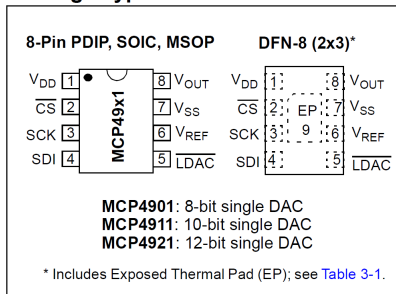 8-Pin PDIP, SOIC, MSOP
VDD 1 8 VOUT
CS 2 7 VSS
SCK 3 6 VREF
SDI 4 5 LDAC
MCP49x1
DFN-8 (2x3)*
VDD 1 8 VOUT
CS 2 EP 7 VSS
SCK 3 9 6 VREF
SDI 4 5 LDAC
MCP4901: 8-bit single DAC
MCP4911: 10-bit single DAC
MCP4921: 12-bit single DAC
* Includes Exposed Thermal Pad (EP); see Table 3-1.